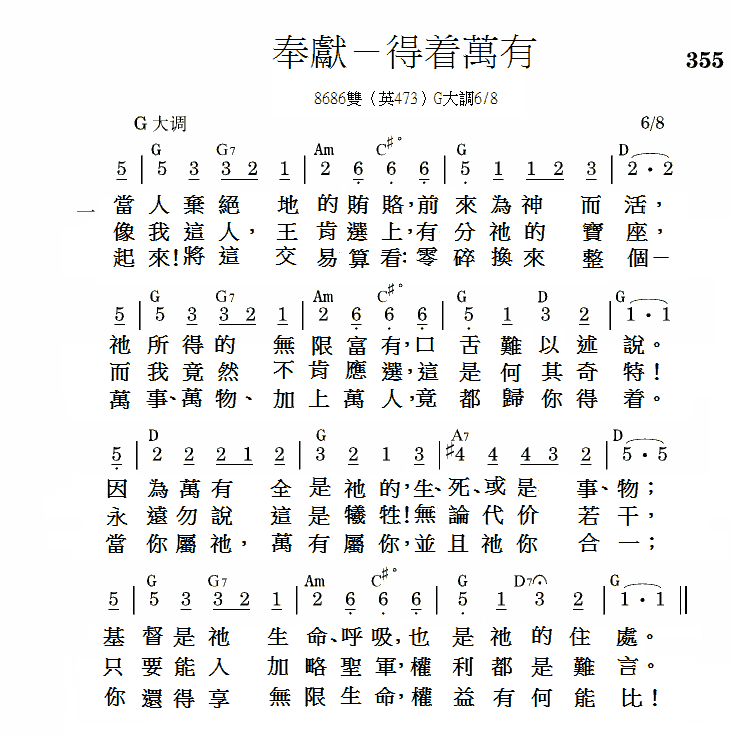 奉獻－得着萬有
355
8686雙（英473）G大調6/8
G 大调
6/8
G G7 Am C#° G D
5 | 5 3 3 2 1 | 2 6 6 6 | 5 1 1 2 3 | 2 · 2
一 當人棄絕地的賄賂，前來為神而活，
像我這人，王肯選上，有分祂的寶座，
起來！將這交易算看：零碎換來整個－
G G7 Am C#° G D G
5 | 5 3 3 2 1 | 2 6 6 6 | 5 1 3 2 | 1 · 1
祂所得的無限富有，口舌難以述說。
而我竟然不肯應選，這是何其奇特！
萬事、萬物、加上萬人，竟都歸你得着。
D G A7 D
5 | 2 2 2 1 2 | 3 2 1 3 | #4 4 4 3 2 | 5 · 5
因為萬有全是祂的，生、死、或是事、物；
永遠勿說這是犧牲！無論代价若干，
當你屬祂，萬有屬你，並且祂你合一；
G G7 Am C#° G D7 G
5 | 5 3 3 2 1 | 2 6 6 6 | 5 1 3 2 | 1 · 1 ||
基督是祂生命、呼吸，也是祂的住處。
只要能入加略聖軍，權利都是難言。
你還得享無限生命，權益有何能比！